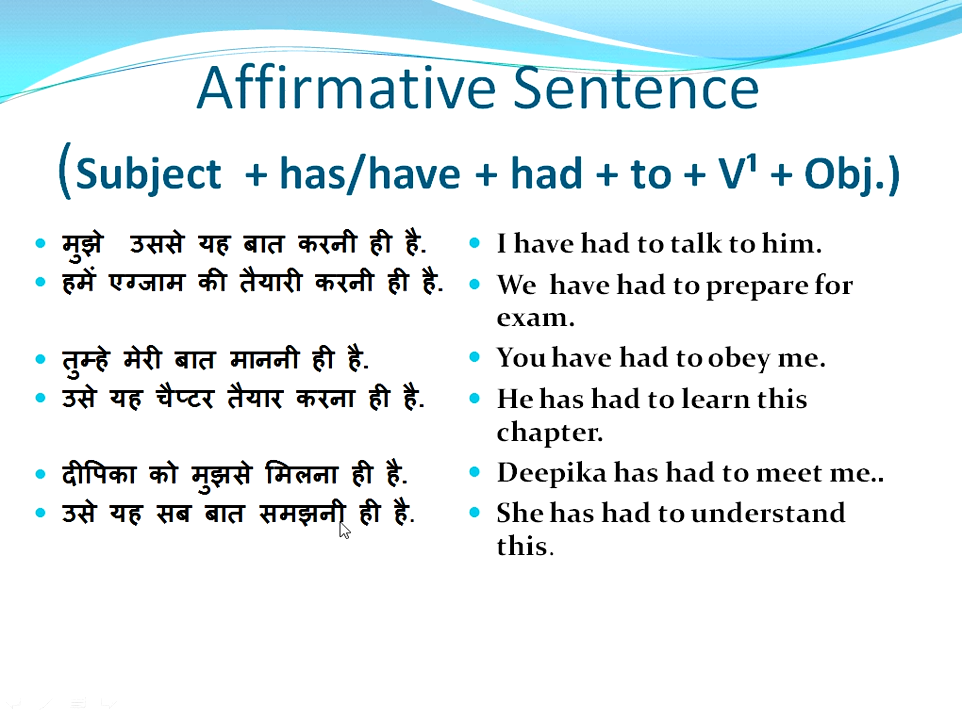 Affirmative Sentence
(Subject + has/have + had + to + V¹ + Obj.)
• मुझे उससे यह बात करनी ही है.
• हमें एग्जाम की तैयारी करनी ही है.
• तुम्हे मेरी बात माननी ही है.
• उसे यह चैप्टर तैयार करना ही है.
• दीपिका को मुझसे मिलना ही है.
• उसे यह सब बात समझनी ही है.
• I have had to talk to him.
• We have had to prepare for
exam.
• You have had to obey me.
• He has had to learn this
chapter.
• Deepika has had to meet me..
• She has had to understand
this.